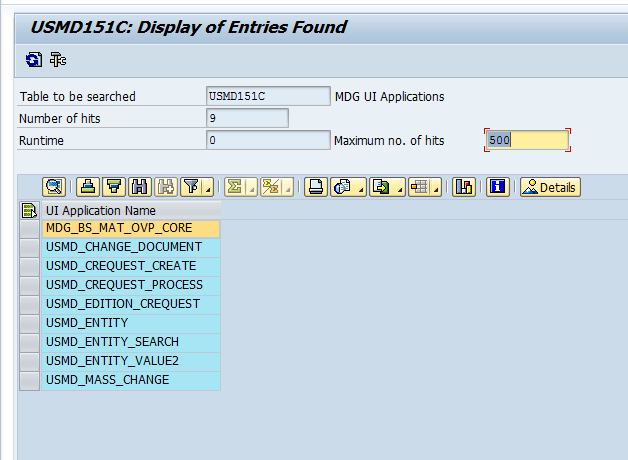 USMD151C: Display of Entries Found
Table to be searched USMD151C MDG UI Applications
Number of hits 9
Runtime 0 Maximum no. of hits 500
Details
UI Application Name
MDG_BS_MAT_OVP_CORE
USMD_CHANGE_DOCUMENT
USMD_CREQUEST_CREATE
USMD_CREQUEST_PROCESS
USMD_EDITION_CREQUEST
USMD_ENTITY
USMD_ENTITY_SEARCH
USMD_ENTITY_VALUE2
USMD_MASS_CHANGE